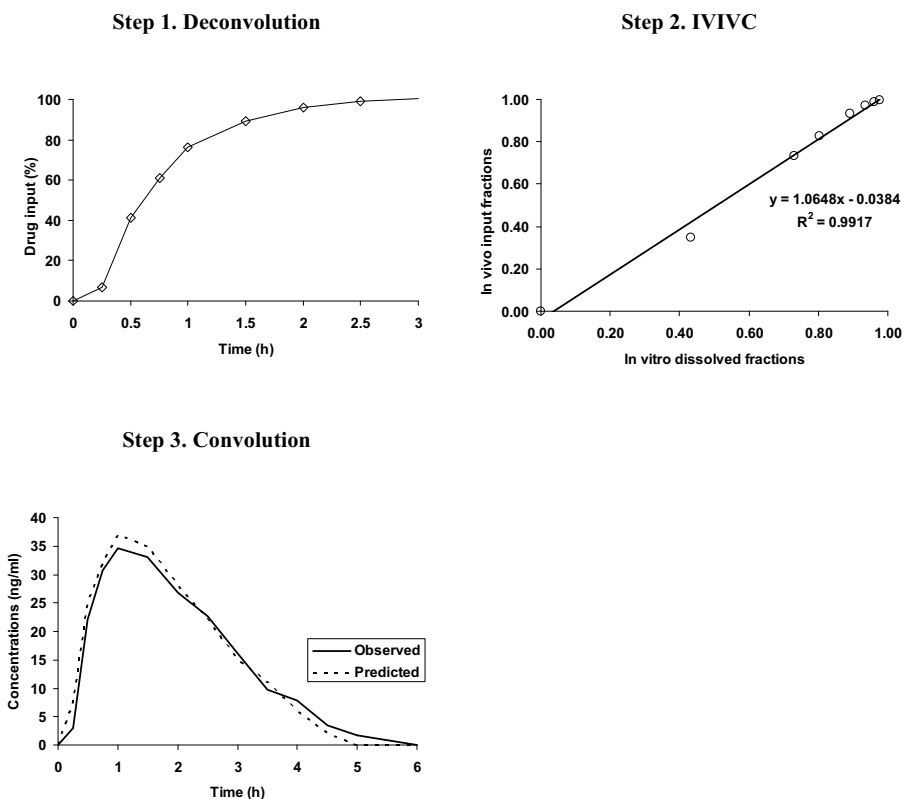 Step 1. Deconvolution
Drug input (%)
100
80
60
40
20
0
0 0.5 1 1.5 2 2.5 3
Time (h)
Step 2. IVIVC
In vivo input fractions
1.00
0.80
0.60
0.40
0.20
0.00
y = 1.0648x - 0.0384
R² = 0.9917
0.00 0.20 0.40 0.60 0.80 1.00
In vitro dissolved fractions
Step 3. Convolution
Concentrations (ng/ml)
40
35
30
25
20
15
10
5
0
Observed
Predicted
0 1 2 3 4 5 6
Time (h)